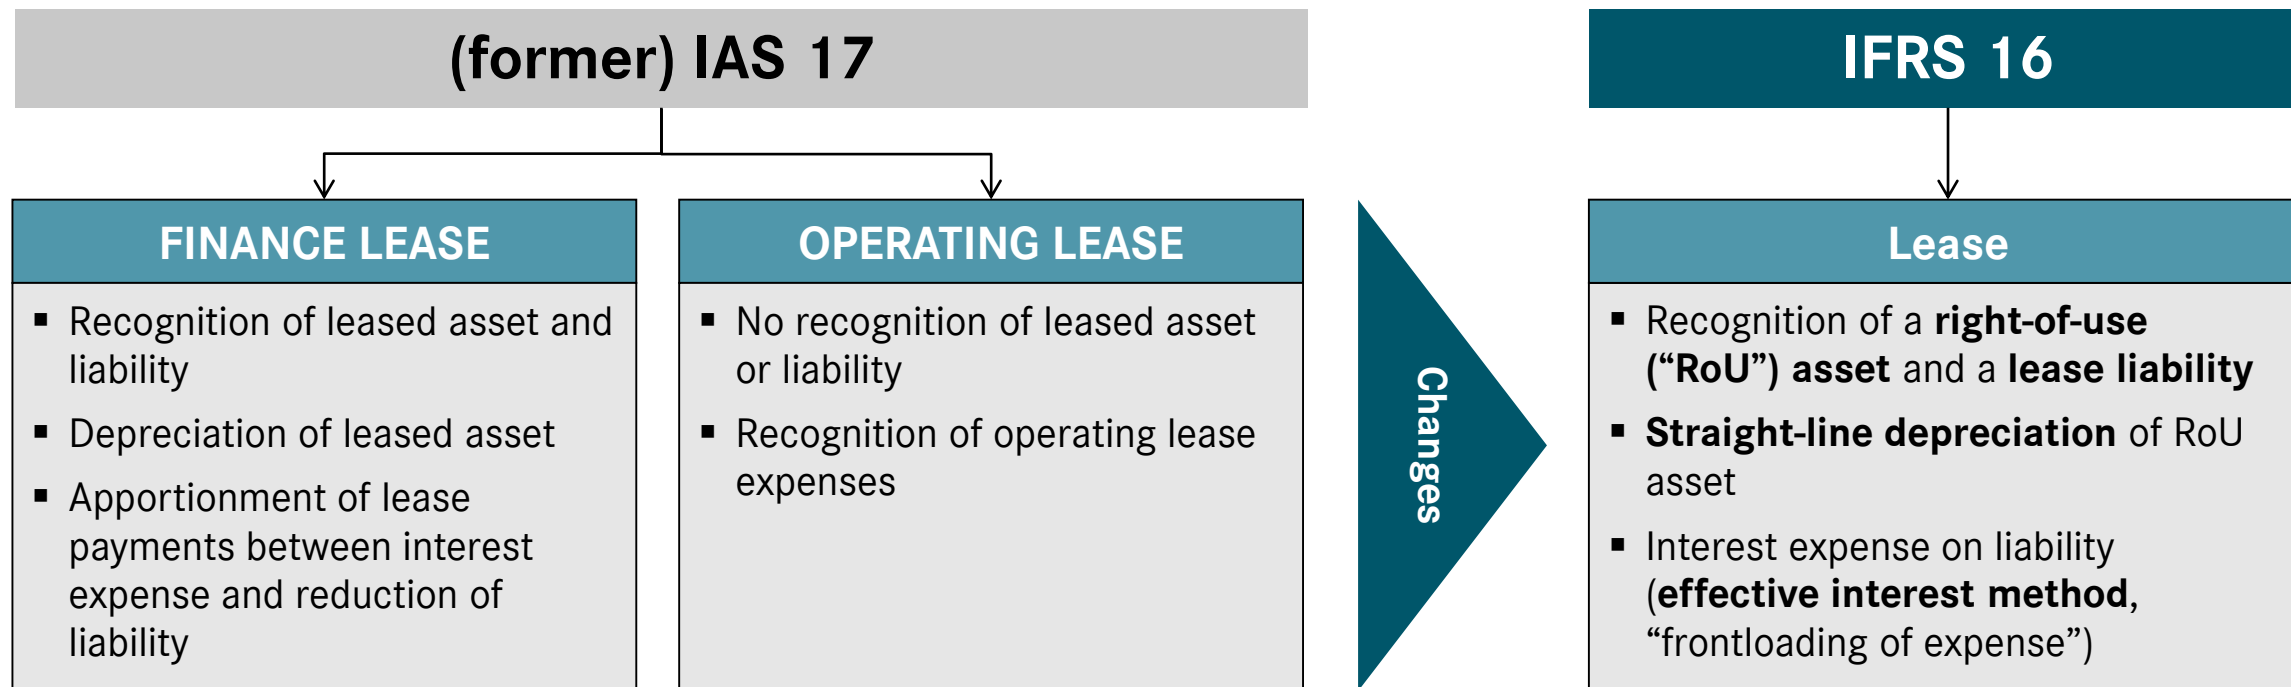 (former) IAS 17
IFRS 16
FINANCE LEASE
▪ Recognition of leased asset and
liability
▪ Depreciation of leased asset
▪ Apportionment of lease
payments between interest
expense and reduction of
liability
OPERATING LEASE
▪ No recognition of leased asset
or liability
▪ Recognition of operating lease
expenses
Changes
Lease
▪ Recognition of a right-of-use
(“RoU”) asset and a lease liability
▪ Straight-line depreciation of RoU
asset
▪ Interest expense on liability
(effective interest method,
“frontloading of expense”)